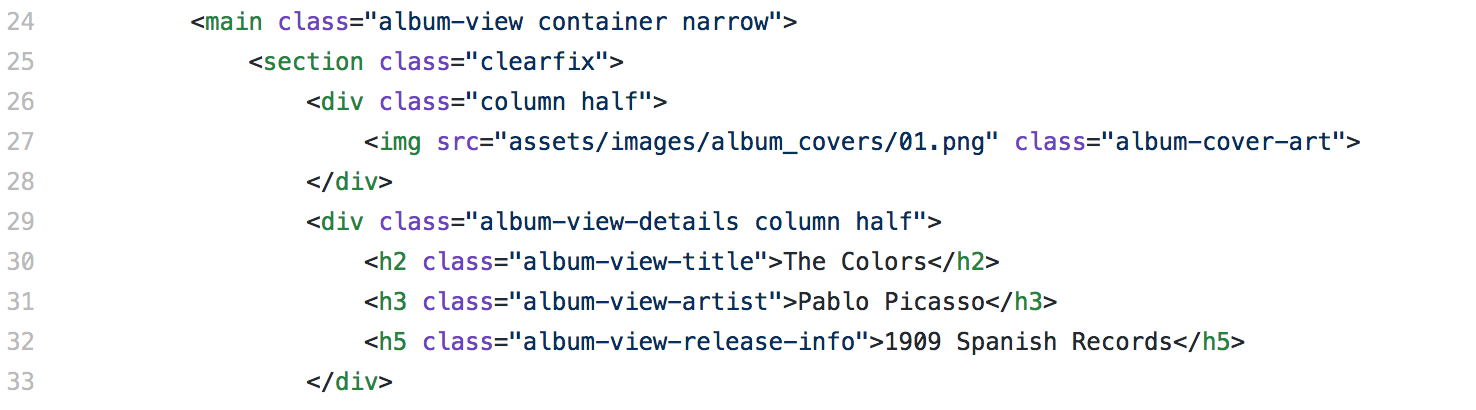 24 <main class="album-view container narrow">
25 <section class="clearfix">
26 <div class="column half">
27 <img src="assets/images/album_covers/01.png" class="album-cover-art">
28 </div>
29 <div class="album-view-details column half">
30 <h2 class="album-view-title">The Colors</h2>
31 <h3 class="album-view-artist">Pablo Picasso</h3>
32 <h5 class="album-view-release-info">1909 Spanish Records</h5>
33 </div>